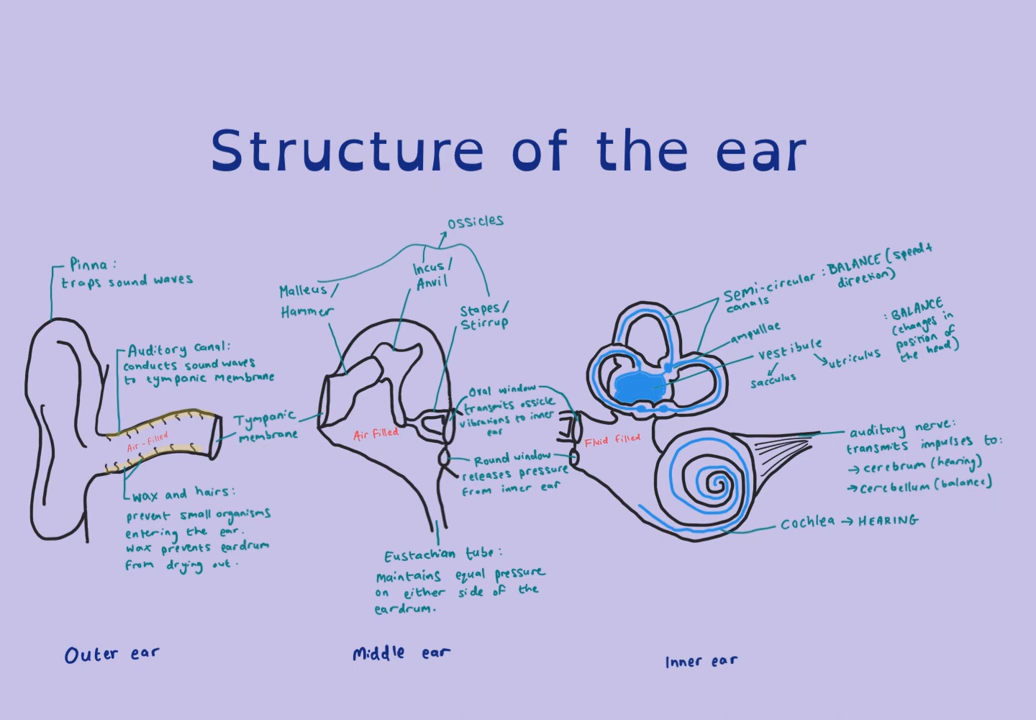 Structure of the ear
Pinna:
traps sound waves
Auditory canal:
conducts sound waves
to tympanic Membrane
Air-filled
Wax and hairs:
prevent small organisms
entering the ear.
Wax prevents eardrum
from drying out.
Outer ear
Tympanic
membrane
Ossicles
Malleus/
Hammer
Incus/
Anvil
Stapes/
Stirrup
Air Filled
Oval window
transmits ossicle
vibrations to inner
ear
Round window
releases pressure
from inner ear
Eustachian tube:
Maintains equal pressure
on either side of the
eardrum.
Middle ear
Semi-circular : BALANCE (speed+
canals direction)
ampullae
vestibule
sacculus
utriculus
: BALANCE
(changes in
position of
the head)
Fluid filled
auditory nerve:
transmits impulses to:
→ cerebrum (hearing)
→ cerebellum (balance)
Cochlea → HEARING
Inner ear